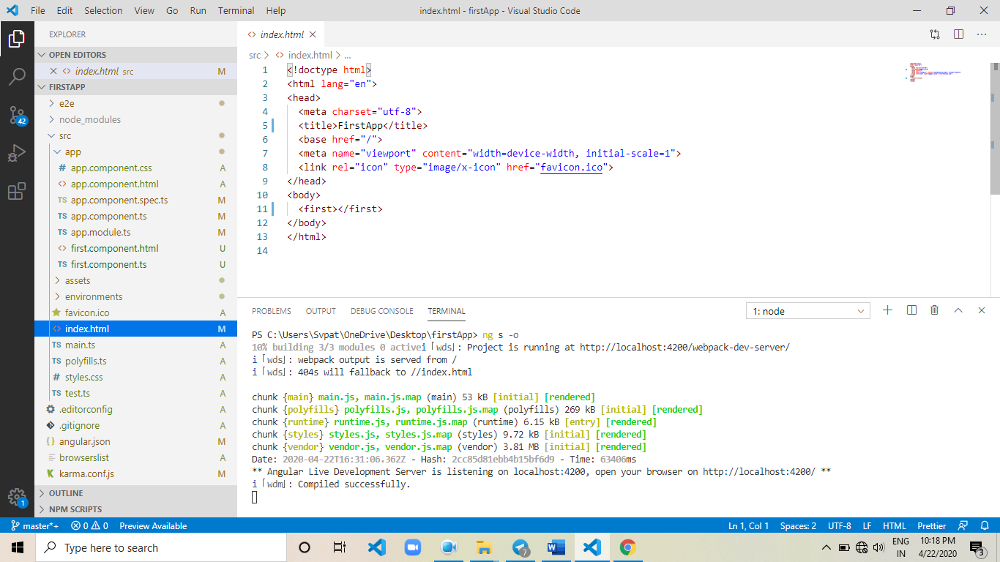 File Edit Selection View Go Run Terminal Help
index.html - firstApp - Visual Studio Code
EXPLORER
OPEN EDITORS
index.html src M
FIRSTAPP
e2e
node_modules
src
app
# app.component.css A
<> app.component.html A
TS app.component.spec.ts M
TS app.component.ts M
TS app.module.ts M
<> first.component.html U
TS first.component.ts U
assets
environments
favicon.ico A
<> index.html M
TS main.ts A
TS polyfills.ts A
# styles.css A
TS test.ts A
.editorconfig A
.gitignore A
{} angular.json M
browserslist A
karma.conf.js M
OUTLINE
NPM SCRIPTS
42
1
<> index.html
src > <> index.html > ...
1 <!doctype html>
2 <html lang="en">
3 <head>
4 <meta charset="utf-8">
5 <title>FirstApp</title>
6 <base href="/">
7 <meta name="viewport" content="width=device-width, initial-scale=1">
8 <link rel="icon" type="image/x-icon" href="favicon.ico">
9 </head>
10 <body>
11 <first></first>
12 </body>
13 </html>
14
PROBLEMS OUTPUT DEBUG CONSOLE TERMINAL
1: node
PS C:\Users\Svpat\OneDrive\Desktop\firstApp> ng s -o
10% building 3/3 modules 0 activei ｢wds｣: Project is running at http://localhost:4200/webpack-dev-server/
i ｢wds｣: webpack output is served from /
i ｢wds｣: 404s will fallback to //index.html
chunk {main} main.js, main.js.map (main) 53 kB [initial] [rendered]
chunk {polyfills} polyfills.js, polyfills.js.map (polyfills) 269 kB [initial] [rendered]
chunk {runtime} runtime.js, runtime.js.map (runtime) 6.15 kB [entry] [rendered]
chunk {styles} styles.js, styles.js.map (styles) 9.72 kB [initial] [rendered]
chunk {vendor} vendor.js, vendor.js.map (vendor) 3.81 MB [initial] [rendered]
Date: 2020-04-22T16:31:06.362Z - Hash: 2cc85d81ebb4b15bf6d9 - Time: 63406ms
** Angular Live Development Server is listening on localhost:4200, open your browser on http://localhost:4200/ **
i ｢wdm｣: Compiled successfully.
master*+ 0 0 Preview Available
Ln 1, Col 1 Spaces: 2 UTF-8 LF HTML Prettier
Type here to search
7
W
ENG
IN
10:18 PM
4/22/2020
3